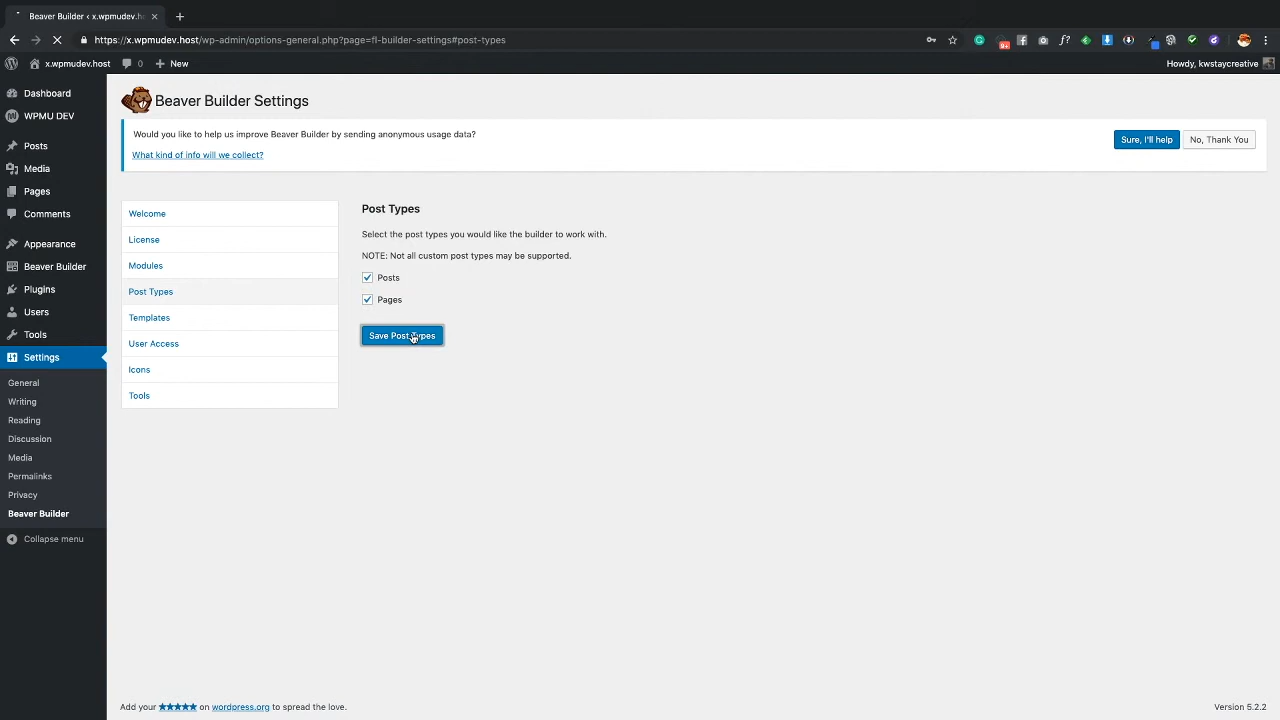 Beaver Builder ‹ x.wpmudev.ho
https://x.wpmudev.host/wp-admin/options-general.php?page=fl-builder-settings#post-types
x.wpmudev.host
0
New
Howdy, kwstaycreative
Dashboard
WPMU DEV
Posts
Media
Pages
Comments
Appearance
Beaver Builder
Plugins
Users
Tools
Settings
General
Writing
Reading
Discussion
Media
Permalinks
Privacy
Beaver Builder
Collapse menu
Beaver Builder Settings
Would you like to help us improve Beaver Builder by sending anonymous usage data?
What kind of info will we collect?
Sure, I'll help
No, Thank You
Welcome
License
Modules
Post Types
Templates
User Access
Icons
Tools
Post Types
Select the post types you would like the builder to work with.
NOTE: Not all custom post types may be supported.
Posts
Pages
Save Post Types
Add your ★★★★★ on wordpress.org to spread the love.
Version 5.2.2